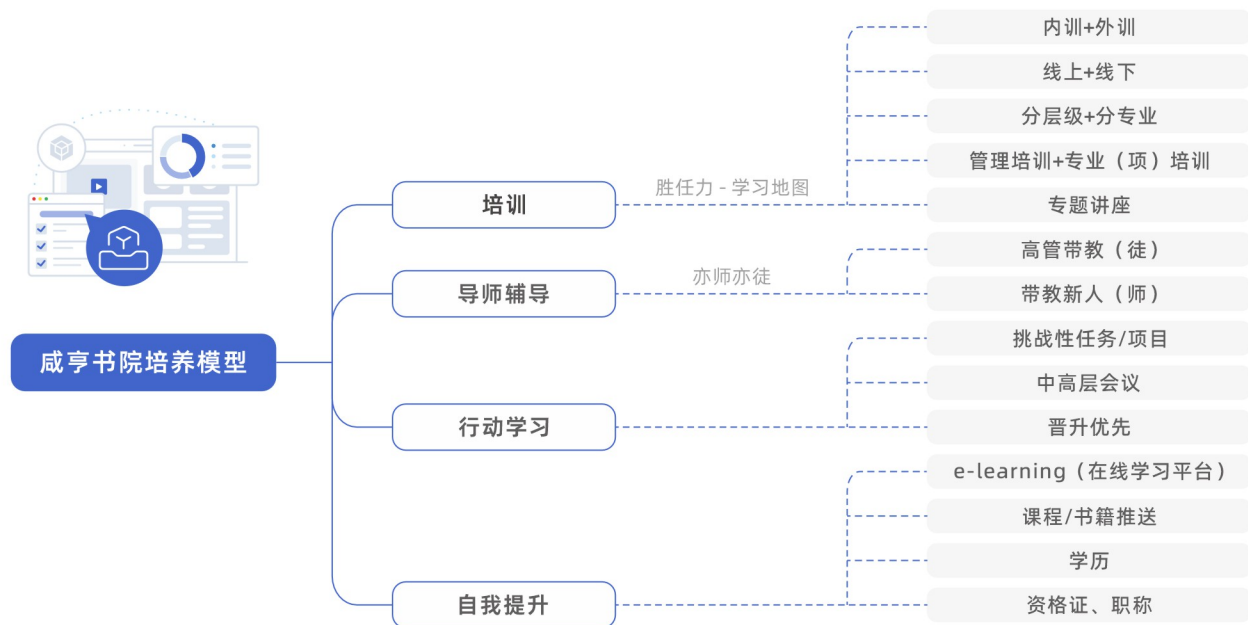 咸亨书院培养模型
培训
胜任力 - 学习地图
内训+外训
线上+线下
分层级+分专业
管理培训+专业（项）培训
专题讲座
导师辅导
亦师亦徒
高管带教（徒）
带教新人（师）
行动学习
挑战性任务/项目
中高层会议
晋升优先
自我提升
e-learning（在线学习平台）
课程/书籍推送
学历
资格证、职称